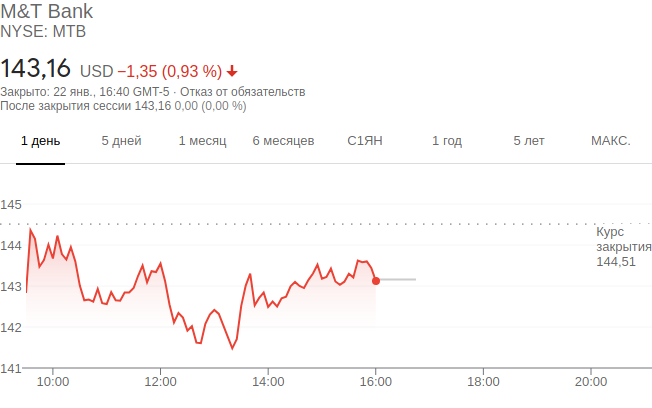 M&T Bank
NYSE: MTB
143,16 USD −1,35 (0,93 %)
Закрыто: 22 янв., 16:40 GMT-5 · Отказ от обязательств
После закрытия сессии 143,16 0,00 (0,00 %)
1 день 5 дней 1 месяц 6 месяцев С1ЯН 1 год 5 лет МАКС.
145
Курс
144
закрытия
144,51
143
142
141
10:00 12:00 14:00 16:00 18:00 20:00